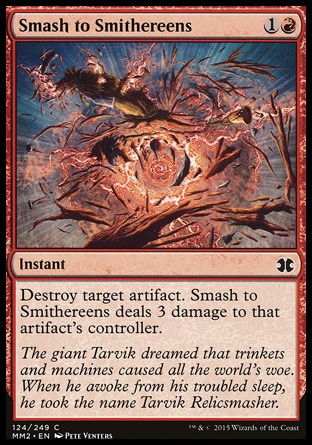 Smash to Smithereens 1
Instant
Destroy target artifact. Smash to
Smithereens deals 3 damage to that
artifact's controller.
The giant Tarvik dreamed that trinkets
and machines caused all the world's woe.
When he awoke from his troubled sleep,
he took the name Tarvik Relicsmasher.
124/249 C
MM2 • EN Pete Venters
™ & © 2015 Wizards of the Coast